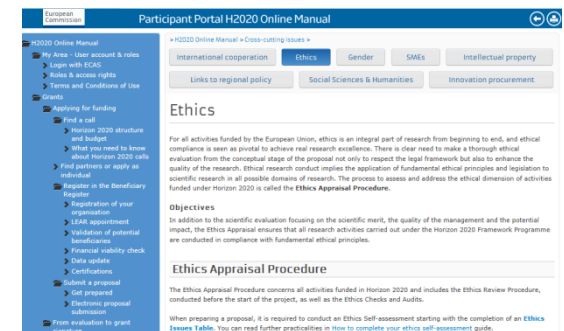 European
Commission
Participant Portal H2020 Online Manual
H2020 Online Manual
My Area - User account & roles
Login with ECAS
Roles & access rights
Terms and Conditions of Use
Grants
Applying for funding
Find a call
Horizon 2020 structure
and budget
What you need to know
about Horizon 2020 calls
Find partners or apply as
individual
Register in the Beneficiary
Register
Registration of your
organisation
LEAR appointment
Validation of potential
beneficiaries
Financial viability check
Data update
Certifications
Submit a proposal
Get prepared
Electronic proposal
submission
From evaluation to grant
signature
» H2020 Online Manual » Cross-cutting issues »
International cooperation
Ethics
Gender
SMEs
Intellectual property
Links to regional policy
Social Sciences & Humanities
Innovation procurement
Ethics
For all activities funded by the European Union, ethics is an integral part of research from beginning to end, and ethical
compliance is seen as pivotal to achieve real research excellence. There is clear need to make a thorough ethical
evaluation from the conceptual stage of the proposal not only to respect the legal framework but also to enhance the
quality of the research. Ethical research conduct implies the application of fundamental ethical principles and legislation to
scientific research in all possible domains of research. The process to assess and address the ethical dimension of activities
funded under Horizon 2020 is called the Ethics Appraisal Procedure.
Objectives
In addition to the scientific evaluation focusing on the scientific merit, the quality of the management and the potential
impact, the Ethics Appraisal ensures that all research activities carried out under the Horizon 2020 Framework Programme
are conducted in compliance with fundamental ethical principles.
Ethics Appraisal Procedure
The Ethics Appraisal Procedure concerns all activities funded in Horizon 2020 and includes the Ethics Review Procedure,
conducted before the start of the project, as well as the Ethics Checks and Audits.
When preparing a proposal, it is required to conduct an Ethics Self-assessment starting with the completion of an Ethics
Issues Table. You can read further practicalities in How to complete your ethics self-assessment guide.